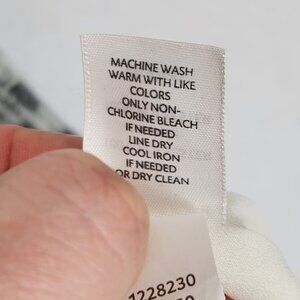 MACHINE WASH
WARM WITH LIKE
COLORS
ONLY NON-
CHLORINE BLEACH
IF NEEDED
LINE DRY
COOL IRON
IF NEEDED
OR DRY CLEAN
1228230